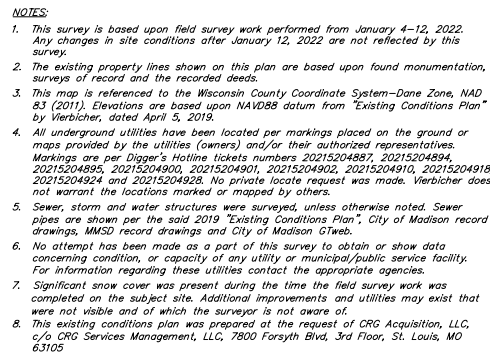 NOTES:
1. This survey is based upon field survey work performed from January 4-12, 2022.
Any changes in site conditions after January 12, 2022 are not reflected by this
survey.
2. The existing property lines shown on this plan are based upon found monumentation,
surveys of record and the recorded deeds.
3. This map is referenced to the Wisconsin County Coordinate System-Dane Zone, NAD
83 (2011). Elevations are based upon NAVD88 datum from "Existing Conditions Plan"
by Vierbicher, dated April 5, 2019.
4. All underground utilities have been located per markings placed on the ground or
maps provided by the utilities (owners) and/or their authorized representatives.
Markings are per Digger's Hotline tickets numbers 20215204887, 20215204894,
20215204895, 20215204900, 20215204901, 20215204902, 20215204910, 20215204918
20215204924 and 20215204928. No private locate request was made. Vierbicher does
not warrant the locations marked or mapped by others.
5. Sewer, storm and water structures were surveyed, unless otherwise noted. Sewer
pipes are shown per the said 2019 "Existing Conditions Plan", City of Madison record
drawings, MMSD record drawings and City of Madison GTweb.
6. No attempt has been made as a part of this survey to obtain or show data
concerning condition, or capacity of any utility or municipal/public service facility.
For information regarding these utilities contact the appropriate agencies.
7. Significant snow cover was present during the time the field survey work was
completed on the subject site. Additional improvements and utilities may exist that
were not visible and of which the surveyor is not aware of.
8. This existing conditions plan was prepared at the request of CRG Acquisition, LLC,
c/o CRG Services Management, LLC, 7800 Forsyth Blvd, 3rd Floor, St. Louis, MO
63105